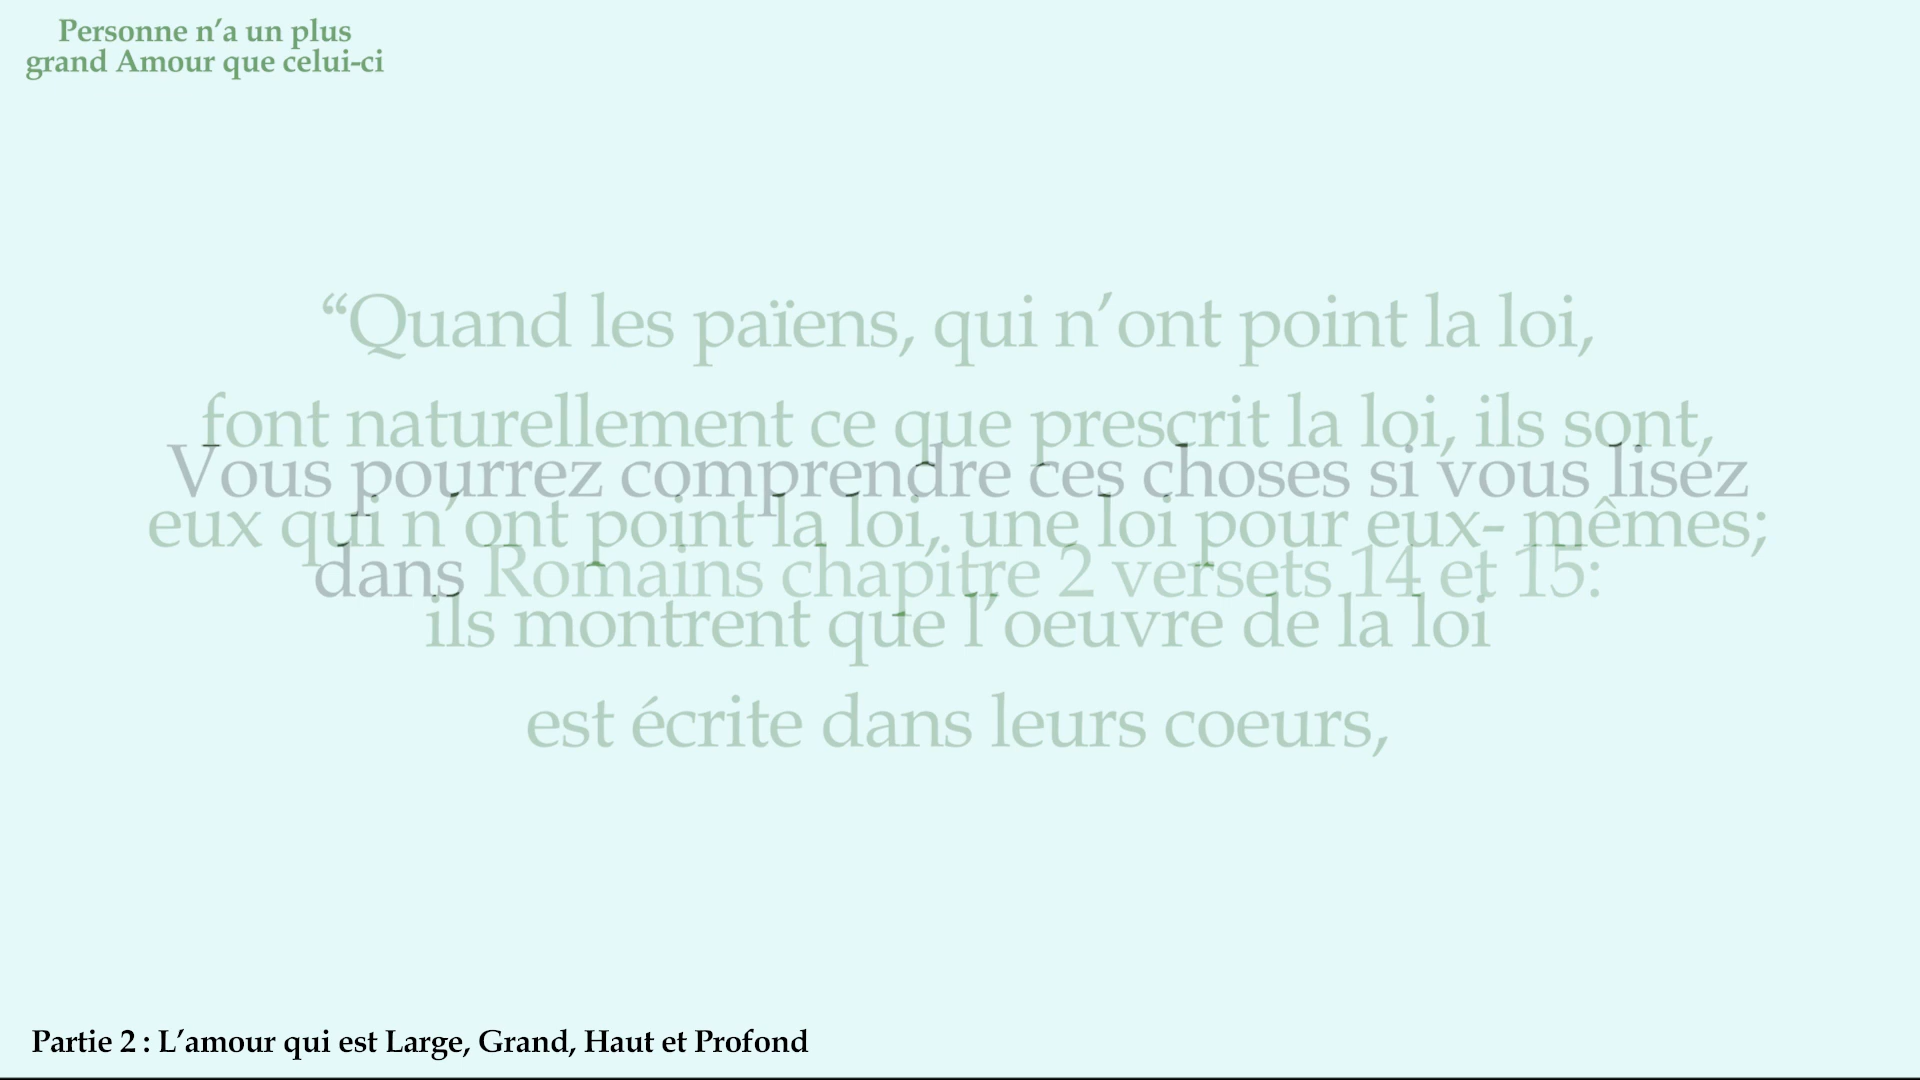 Personne n’a un plus
grand Amour que celui-ci
“Quand les païens, qui n’ont point la loi,
font naturellement ce que prescrit la loi, ils sont,
Vous pourrez comprendre ces choses si vous lisez
eux qui n’ont point la loi, une loi pour eux- mêmes;
dans Romains chapitre 2 versets 14 et 15:
ils montrent que l’oeuvre de la loi
est écrite dans leurs coeurs,
Partie 2 : L’amour qui est Large, Grand, Haut et Profond